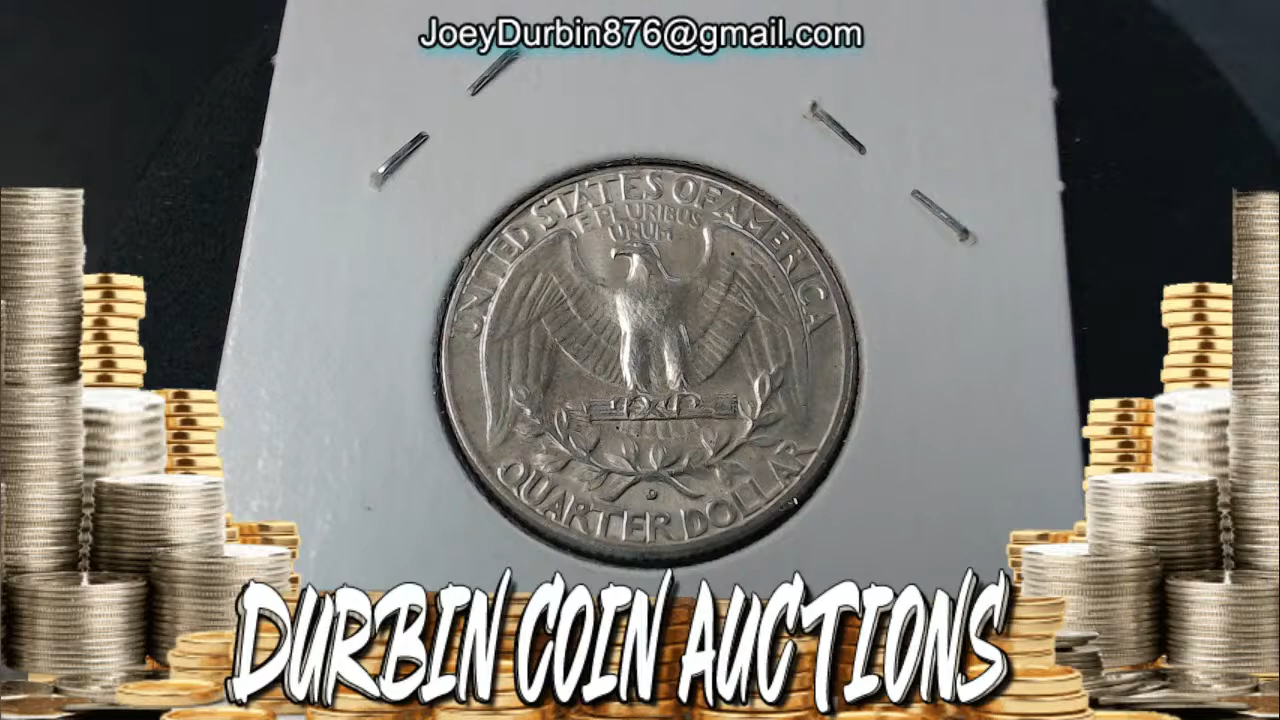 JoeyDurbin876@gmail.com
UNITED STATES OF AMERICA
E PLURIBUS
UNUM
D
QUARTER DOLLAR
DURBIN COIN AUCTIONS